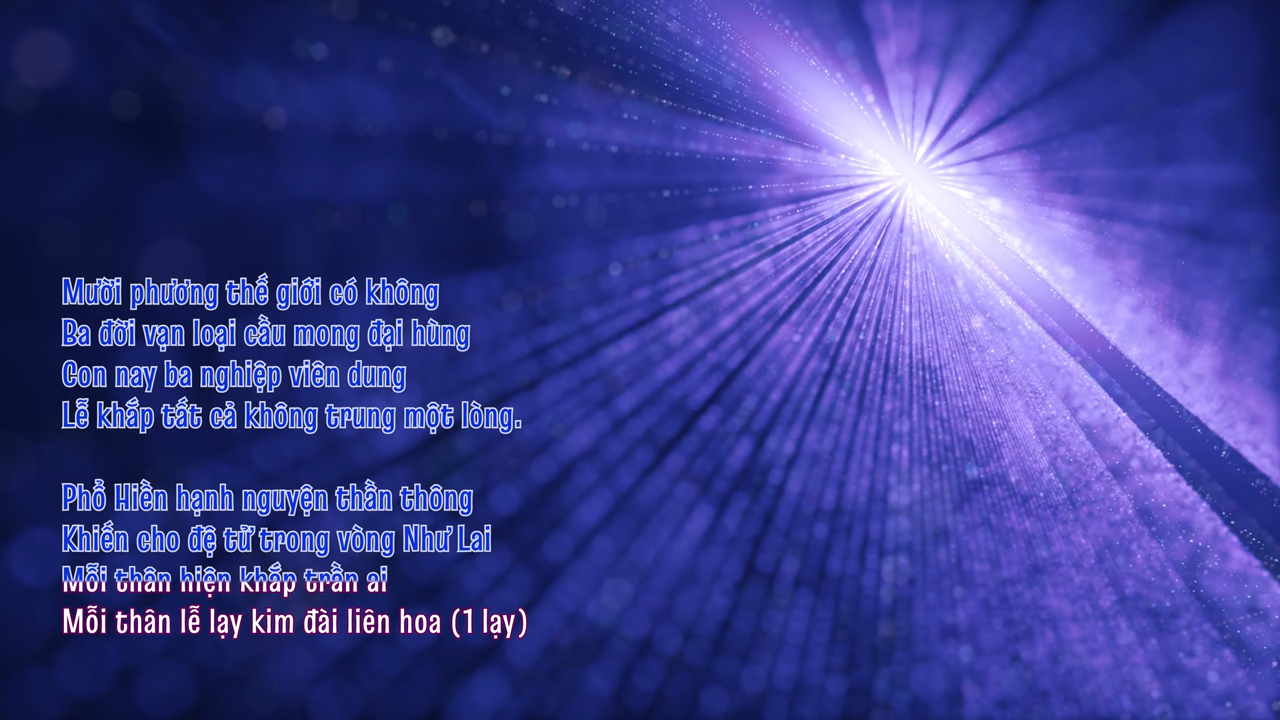 Mười phương thế giới có không
Ba đời vạn loại cầu mong đại hùng
Con nay ba nghiệp viên dung
Lễ khắp tất cả không trung một lòng.
Phổ Hiền hạnh nguyện thần thông
Khiến cho đệ tử trong vòng Như Lai
Mỗi thân hiện khắp trần ai
Mỗi thân lễ lạy kim đài liên hoa (1 lạy)